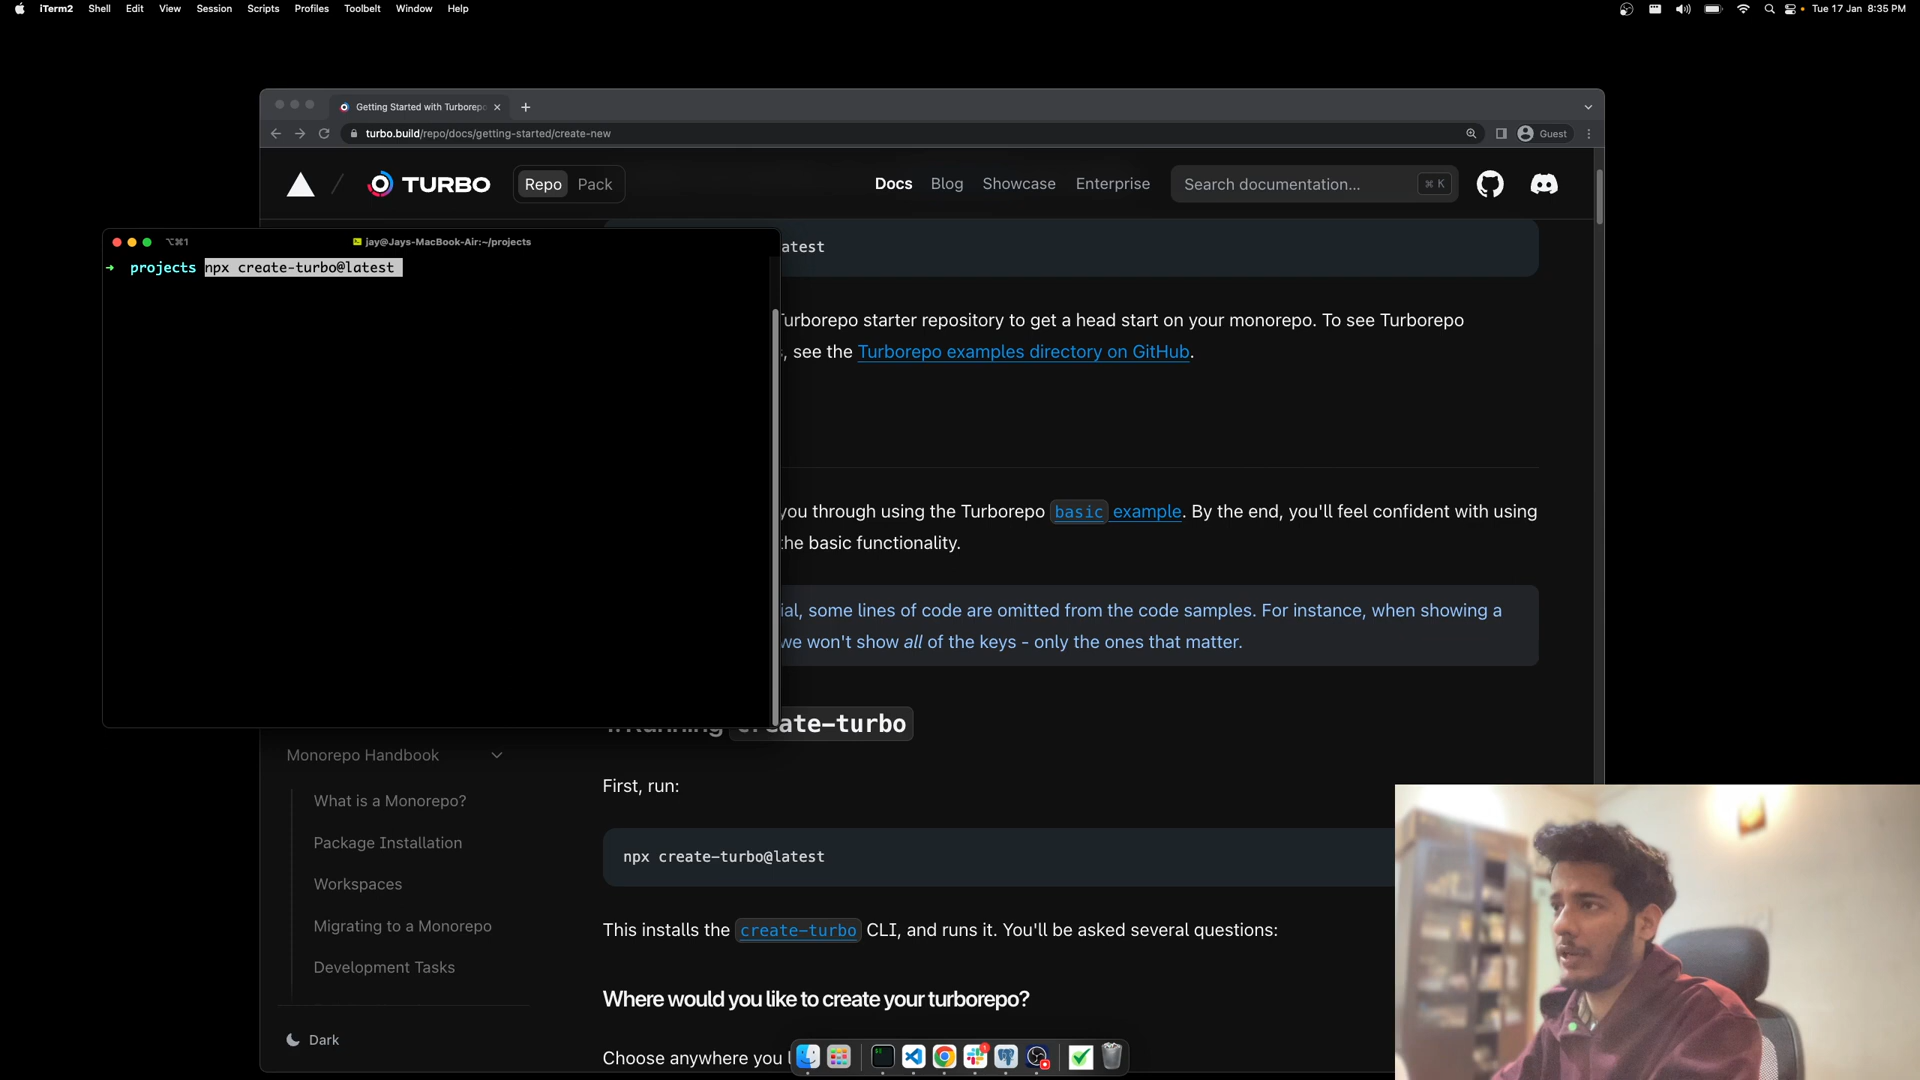 iTerm2 Shell Edit View Session Scripts Profiles Toolbelt Window Help
Tue 17 Jan 8:35 PM
Getting Started with Turborepo
turbo.build/repo/docs/getting-started/create-new
Guest
TURBO
Repo Pack
Docs Blog Showcase Enterprise
Search documentation...
⌘ K
⌥⌘1
jay@Jays-MacBook-Air:~/projects
➜ projects npx create-turbo@latest
atest
Turborepo starter repository to get a head start on your monorepo. To see Turborepo
, see the Turborepo examples directory on GitHub.
you through using the Turborepo basic example. By the end, you'll feel confident with using
the basic functionality.
ial, some lines of code are omitted from the code samples. For instance, when showing a
we won't show all of the keys - only the ones that matter.
Running create-turbo
First, run:
npx create-turbo@latest
This installs the create-turbo CLI, and runs it. You'll be asked several questions:
Where would you like to create your turborepo?
Choose anywhere you
Monorepo Handbook
What is a Monorepo?
Package Installation
Workspaces
Migrating to a Monorepo
Development Tasks
Dark
1